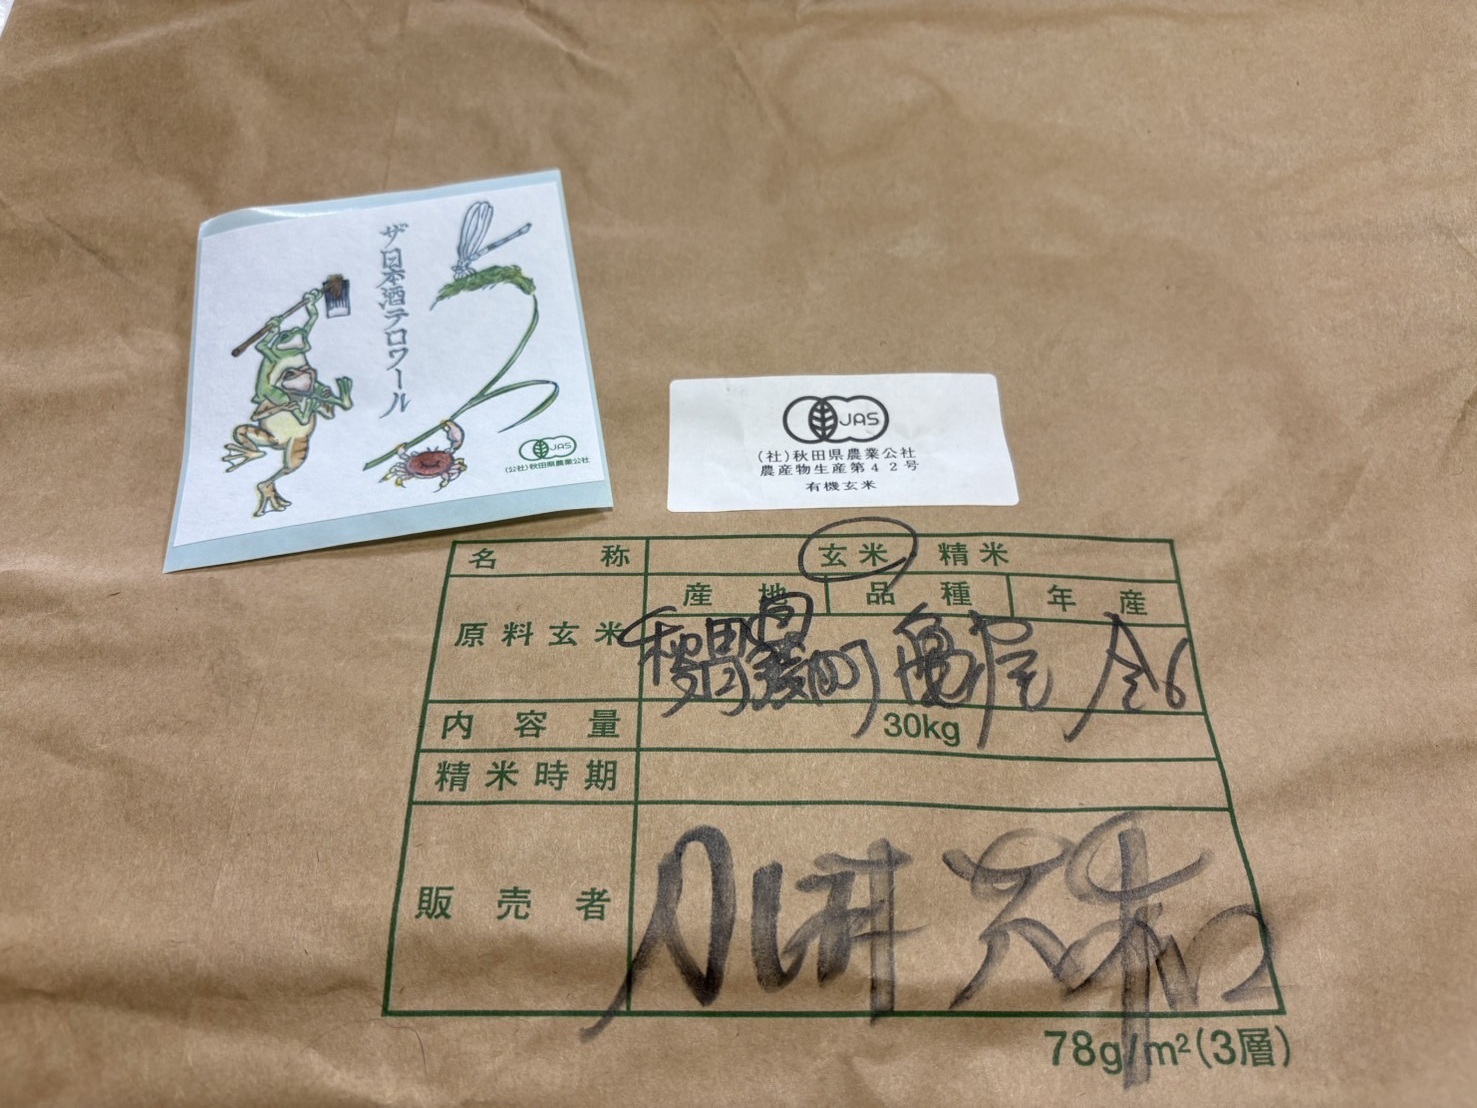 ザ日本酒テロワール
JAS
(公社)秋田県農業公社
JAS
(社)秋田県農業公社
農産物生産第42号
有機玄米
名称 玄米 精米
原料玄米 産地 品種 年産
亀の尾 令6
内容量 30kg
精米時期
販売者
78g/m²(3層)